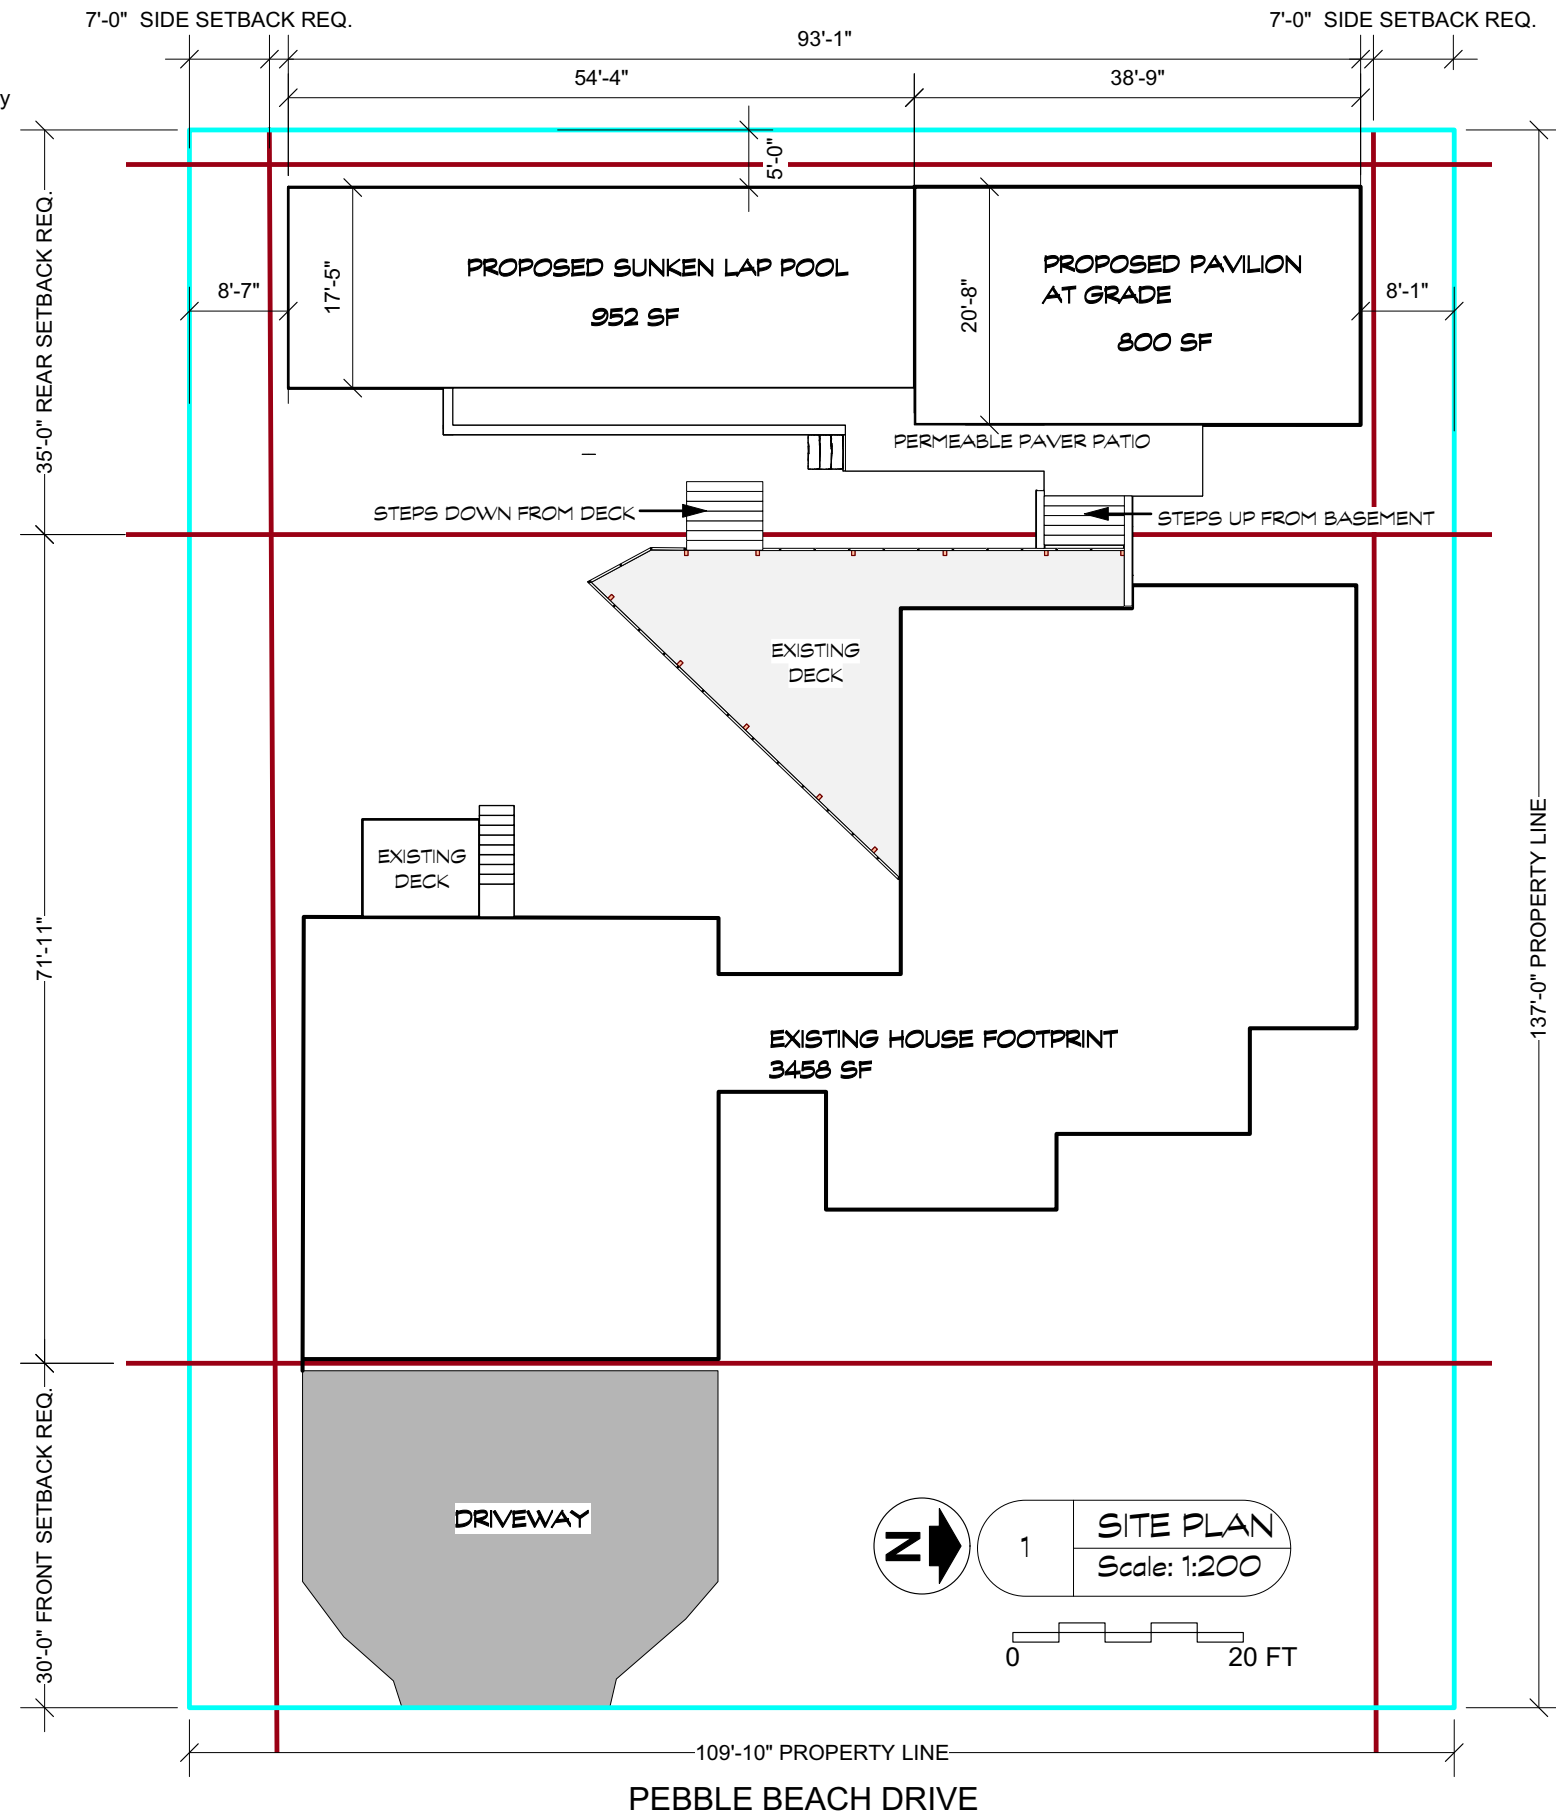 7'-0"  SIDE SETBACK REQ.
7'-0"  SIDE SETBACK REQ.
93'-1"
54'-4"
38'-9"
y
5'-0"
35'-0" REAR SETBACK REQ.
8'-7"
17'-5"
PROPOSED SUNKEN LAP POOL
952 SF
20'-8"
PROPOSED PAVILION
AT GRADE
800 SF
8'-1"
PERMEABLE PAVER PATIO
STEPS DOWN FROM DECK
STEPS UP FROM BASEMENT
EXISTING
DECK
EXISTING
DECK
71'-11"
137'-0" PROPERTY LINE
EXISTING HOUSE FOOTPRINT
3458 SF
30'-0" FRONT SETBACK REQ.
DRIVEWAY
N
1
SITE PLAN
Scale: 1:200
0
20 FT
109'-10" PROPERTY LINE
PEBBLE BEACH DRIVE